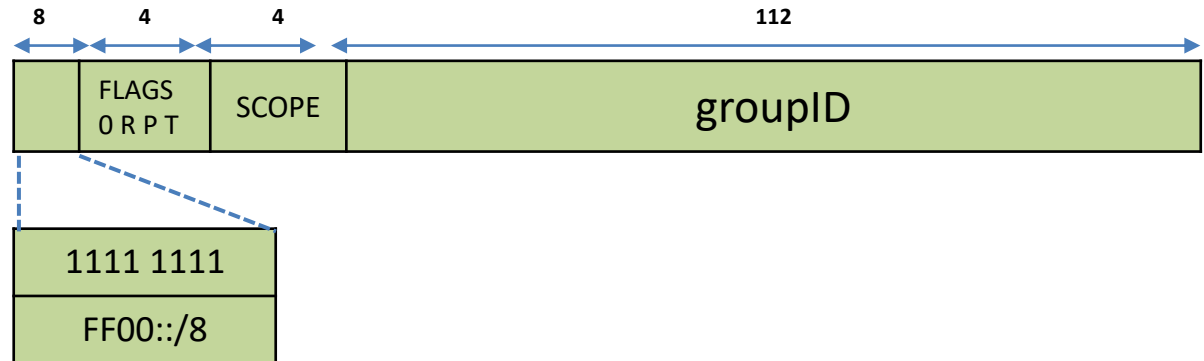 8 4 4 112
FLAGS
0 R P T
SCOPE
groupID
1111 1111
FF00::/8